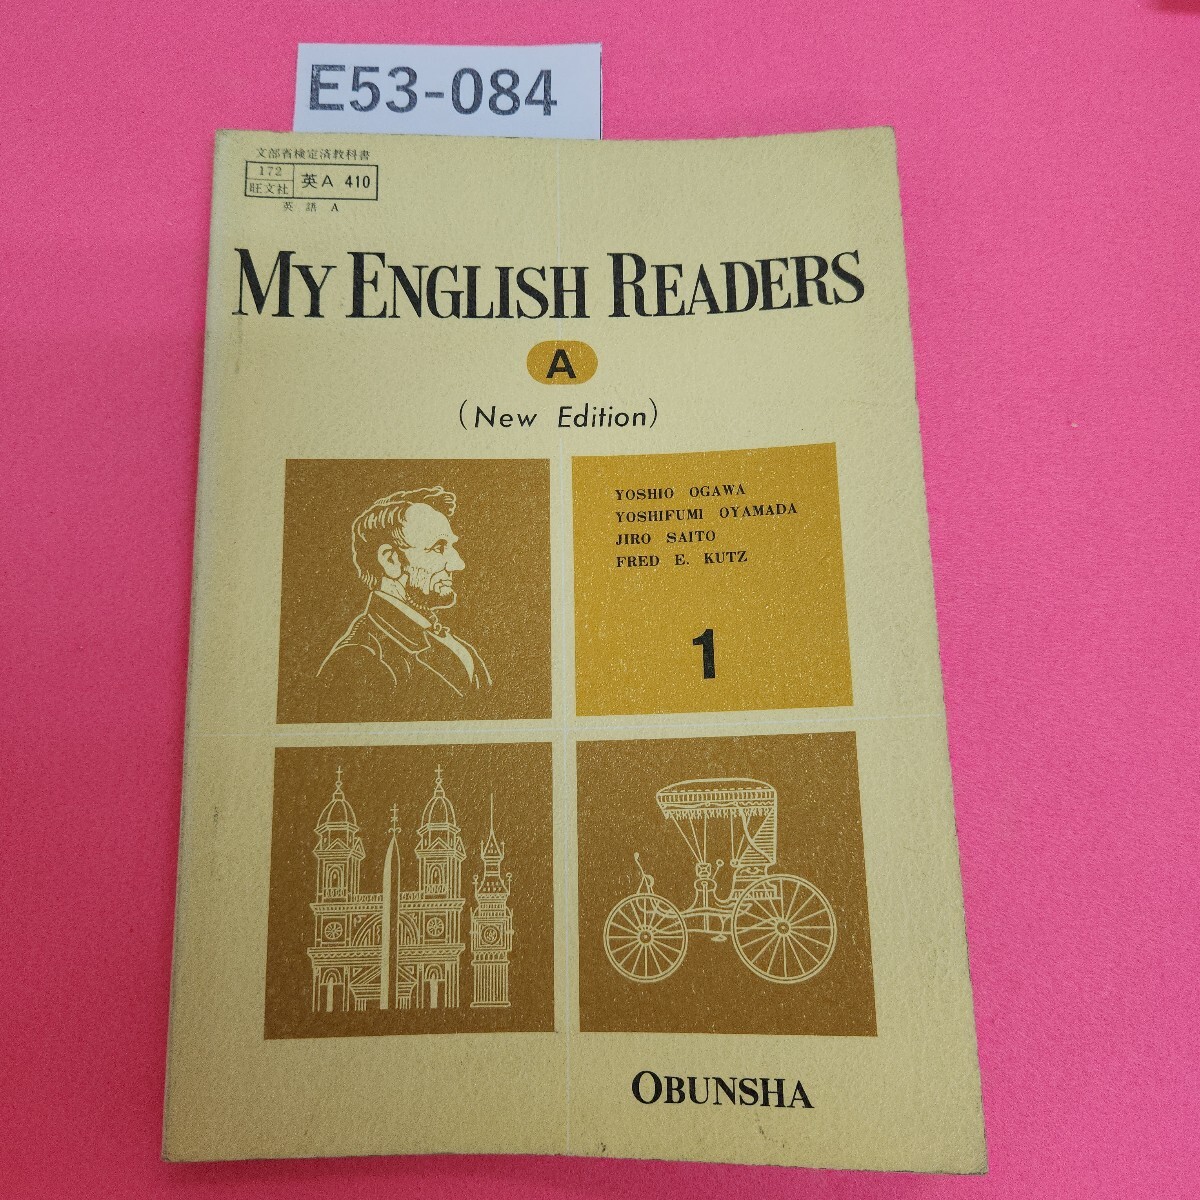 E53-084
文部省検定済教科書
172
旺文社
英A 410
英語 A
MY ENGLISH READERS
A
(New Edition)
YOSHIO OGAWA
YOSHIFUMI OYAMADA
JIRO SAITO
FRED E. KUTZ
1
OBUNSHA